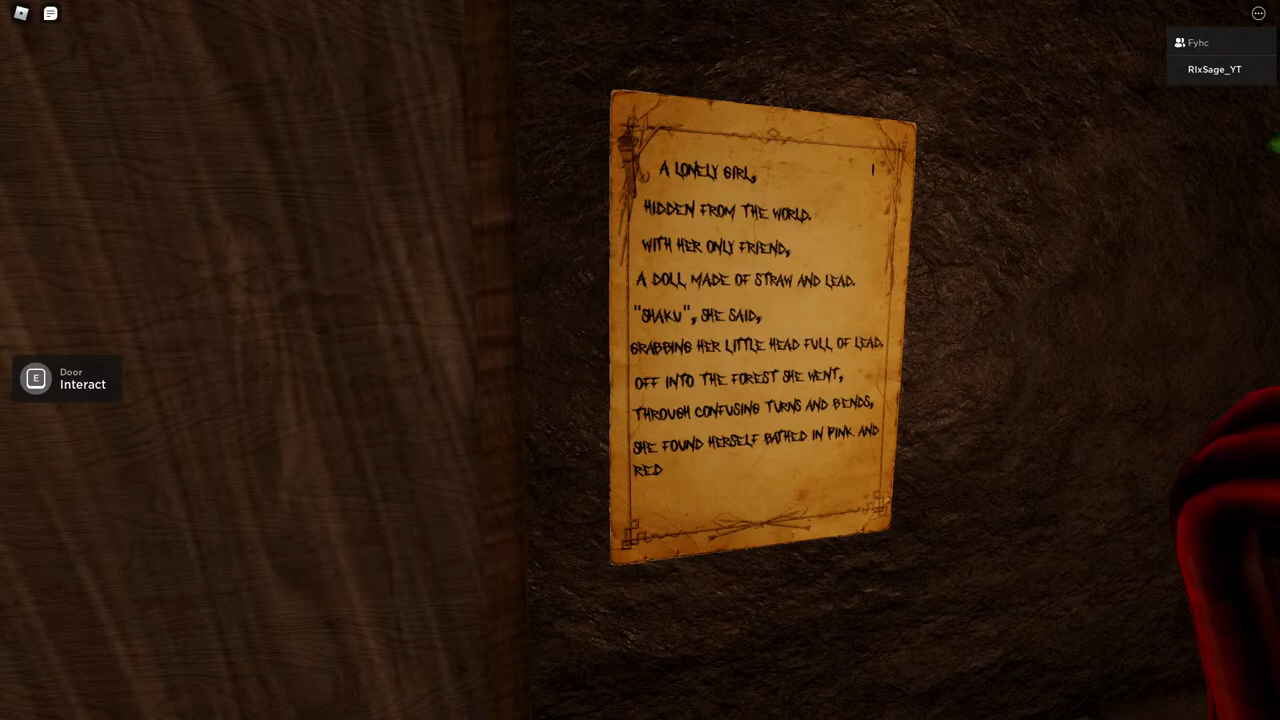 Fyhc
RIxSage_YT
A LONELY GIRL,
I
HIDDEN FROM THE WORLD.
WITH HER ONLY FRIEND,
A DOLL MADE OF STRAW AND LEAD.
"SHAKU", SHE SAID,
GRABBING HER LITTLE HEAD FULL OF LEAD.
OFF INTO THE FOREST SHE WENT,
THROUGH CONFUSING TURNS AND BENDS,
SHE FOUND HERSELF BATHED IN PINK AND
RED
E
Door
Interact